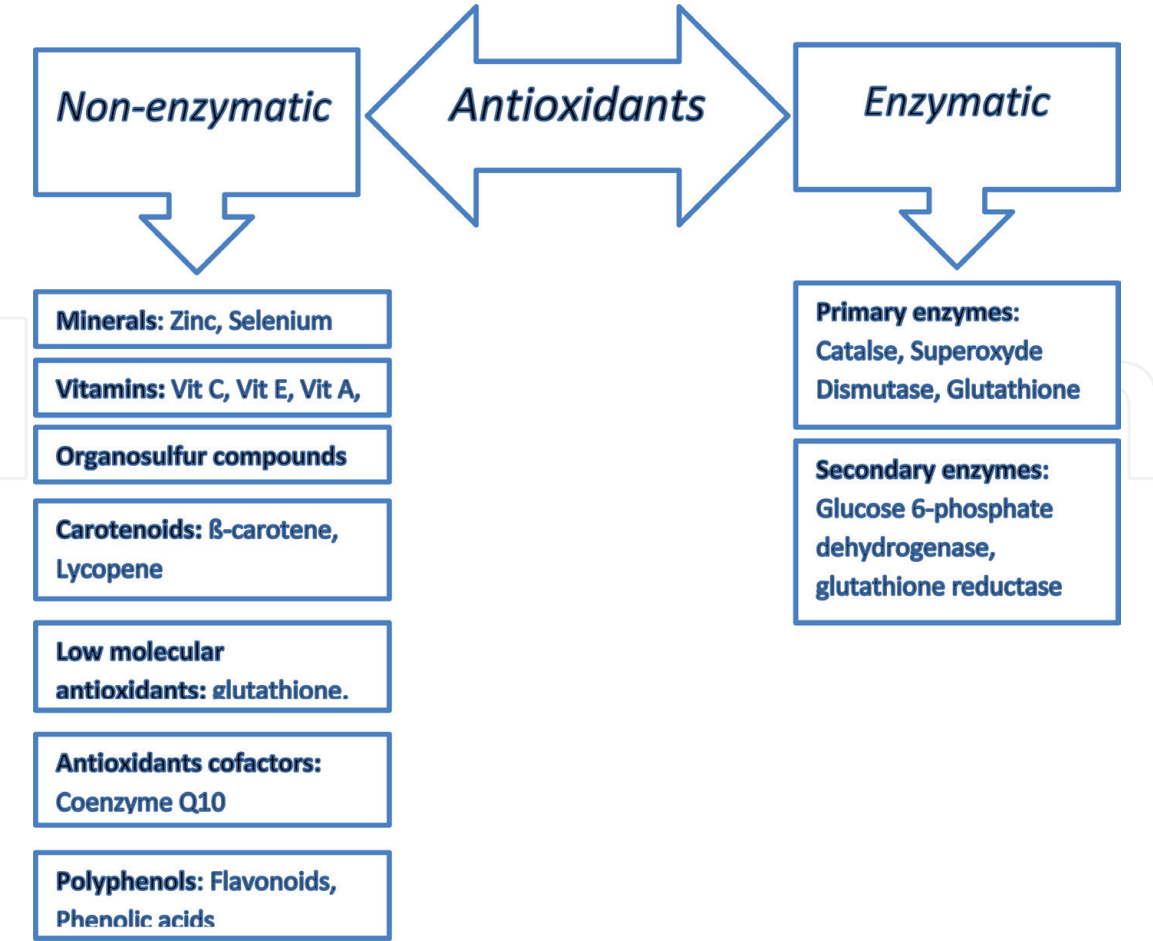 Non-enzymatic
Antioxidants
Enzymatic
Minerals: Zinc, Selenium
Vitamins: Vit C, Vit E, Vit A,
Organosulfur compounds
Carotenoids: ß-carotene,
Lycopene
Low molecular
antioxidants: glutathione,
Antioxidants cofactors:
Coenzyme Q10
Polyphenols: Flavonoids,
Phenolic acids
Primary enzymes:
Catalse, Superoxyde
Dismutase, Glutathione
Secondary enzymes:
Glucose 6-phosphate
dehydrogenase,
glutathione reductase